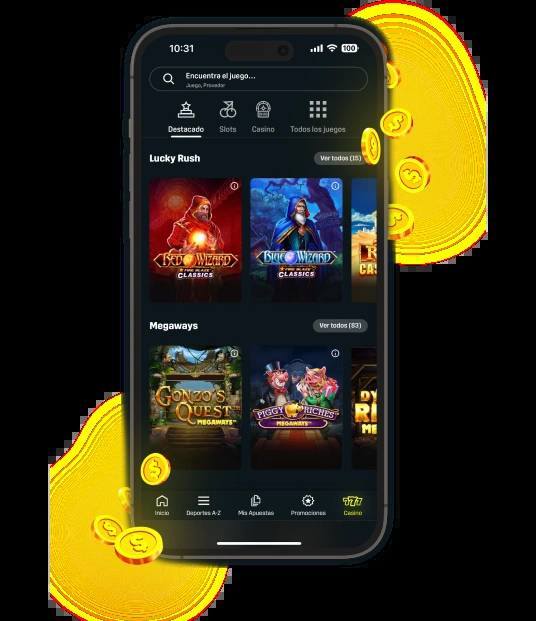 10:31
100
Encuentra el juego...
Juego, Provedor
Destacado
Slots
Casino
Todos los juegos
Lucky Rush
Ver todos (15)
RED WIZARD
FIRE BLAZE
CLASSICS
BLUE WIZARD
FIRE BLAZE
CLASSICS
Megaways
Ver todos (83)
GONZO'S
QUEST
MEGAWAYS
PIGGY RICHES
MEGAWAYS
Inicio
Deportes A-Z
Mis Apuestas
Promociones
777
Casino